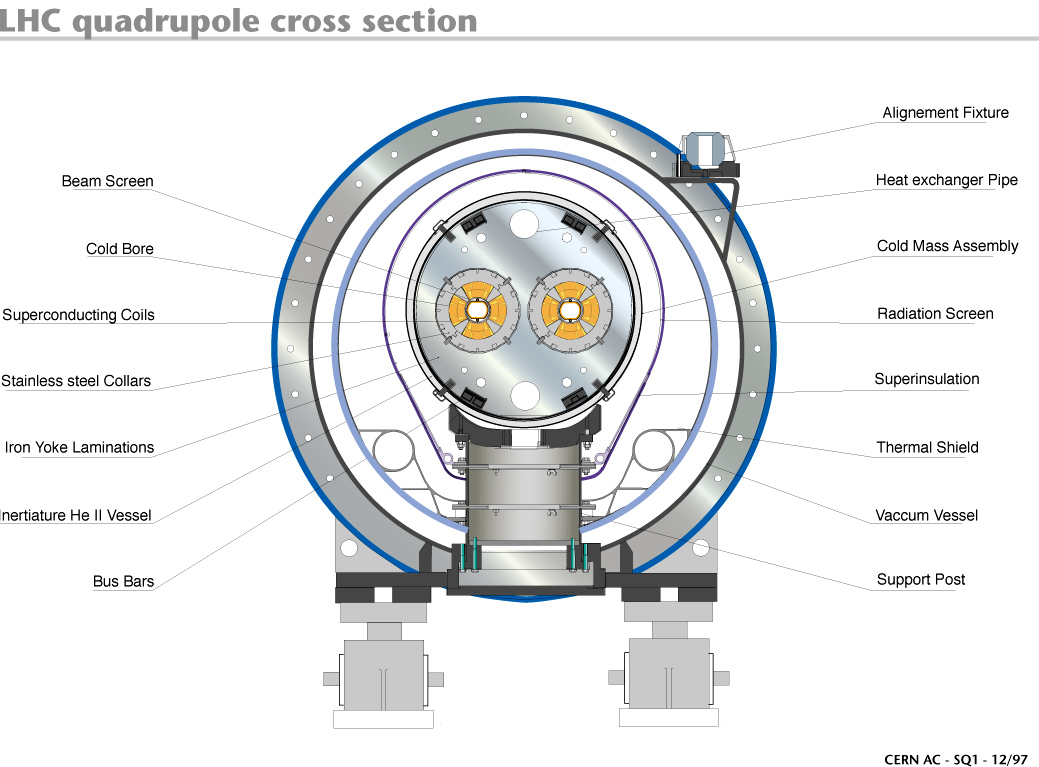 LHC quadrupole cross section
Alignement Fixture
Beam Screen
Heat exchanger Pipe
Cold Bore
Cold Mass Assembly
Superconducting Coils
Radiation Screen
Stainless steel Collars
Superinsulation
Iron Yoke Laminations
Thermal Shield
Inertiature He II Vessel
Vaccum Vessel
Bus Bars
Support Post
CERN AC - SQ1 - 12/97